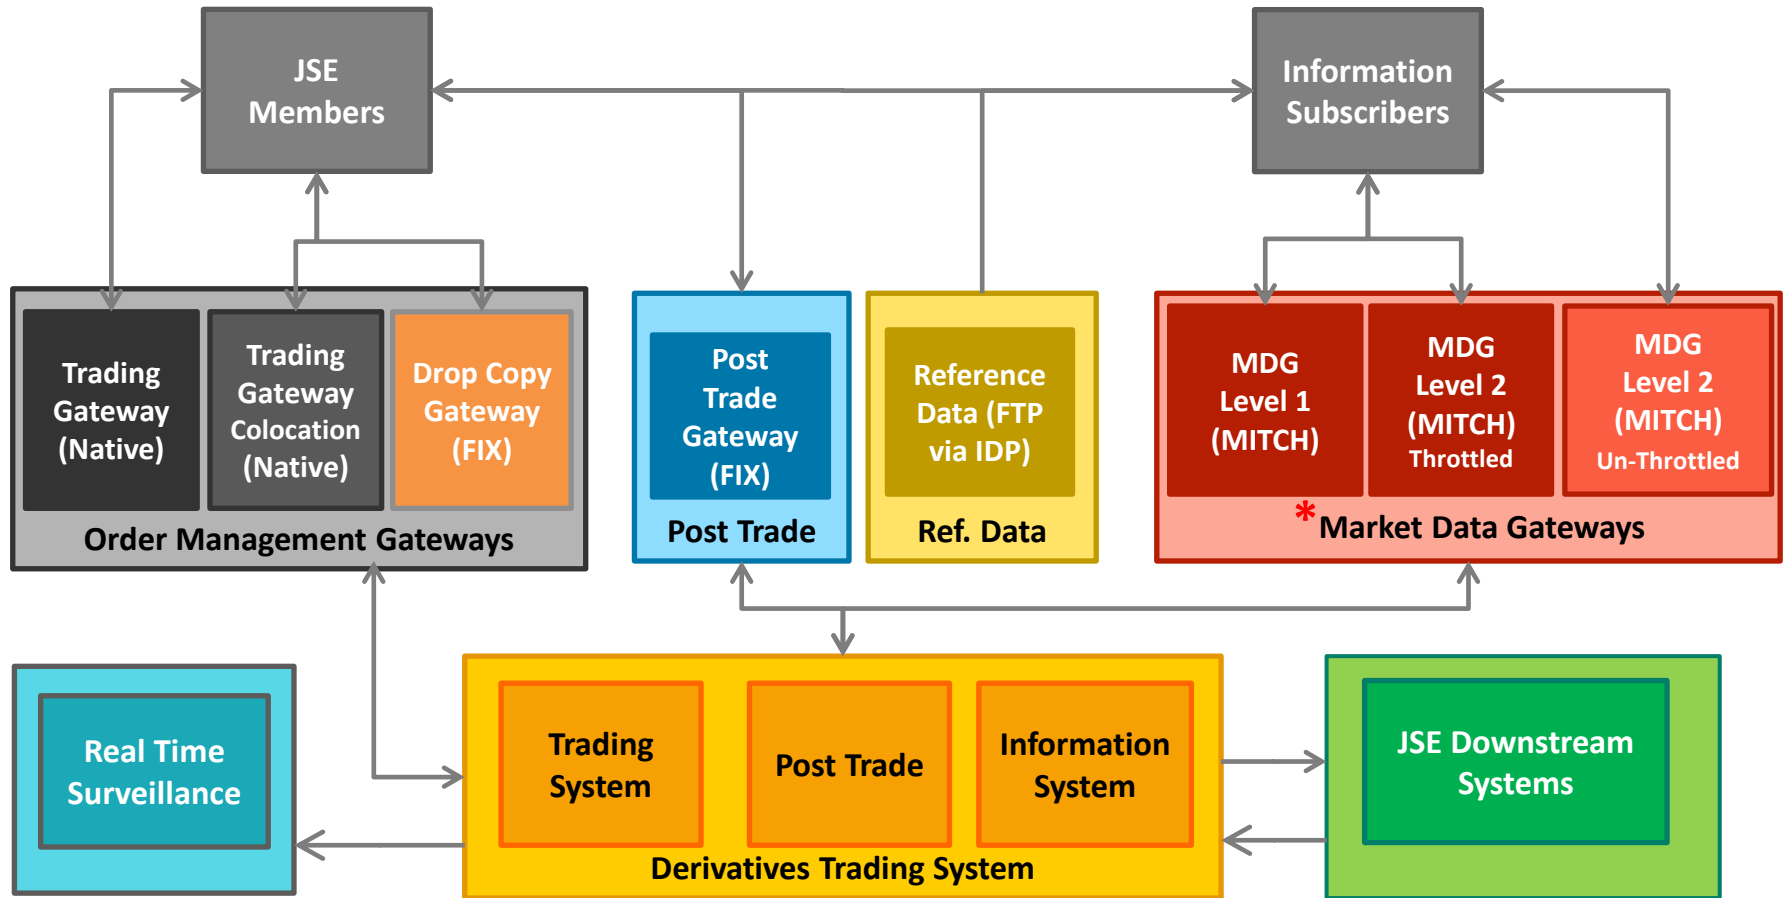 JSE
Members
Information
Subscribers
Trading
Gateway
(Native)
Trading
Gateway
Colocation
(Native)
Drop Copy
Gateway
(FIX)
Order Management Gateways
Post
Trade
Gateway
(FIX)
Post Trade
Reference
Data (FTP
via IDP)
Ref. Data
MDG
Level 1
(MITCH)
MDG
Level 2
(MITCH)
Throttled
MDG
Level 2
(MITCH)
Un-Throttled
*Market Data Gateways
Real Time
Surveillance
Trading
System
Post Trade
Information
System
Derivatives Trading System
JSE Downstream
Systems